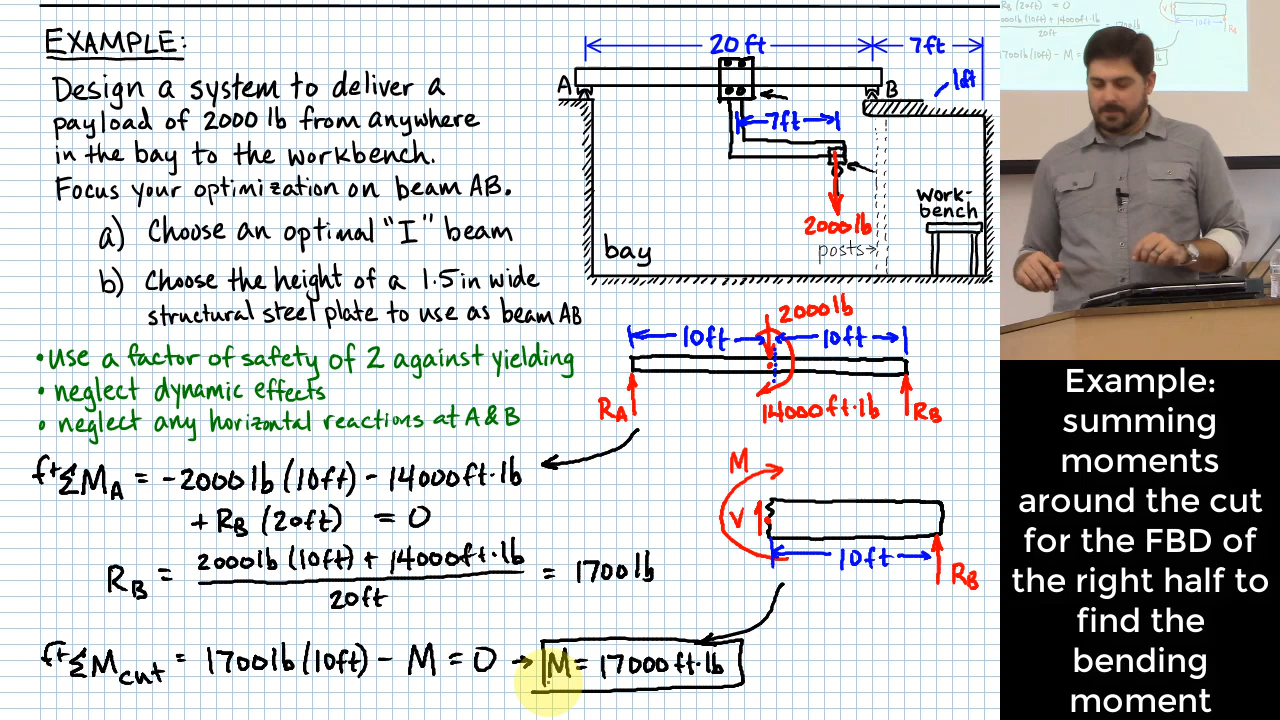 EXAMPLE:
Design a system to deliver a
payload of 2000 lb from anywhere
in the bay to the workbench.
Focus your optimization on beam AB.
a) Choose an optimal "I" beam
b) Choose the height of a 1.5 in wide
structural steel plate to use as beam AB
• use a factor of safety of 2 against yielding
• neglect dynamic effects
• neglect any horizontal reactions at A & B
20 ft
7 ft
A
B
1 ft
7 ft
2000 lb
posts
work-
bench
bay
2000 lb
10 ft
10 ft
RA
14000 ft·lb
RB
ΣMA = -2000 lb (10 ft) - 14000 ft·lb
+ RB (20 ft) = 0
RB = 2000 lb (10 ft) + 14000 ft·lb = 1700 lb
20 ft
M
V
10 ft
RB
ΣMcut = 1700 lb (10 ft) - M = 0 → M = 17000 ft·lb
Example:
summing
moments
around the cut
for the FBD of
the right half to
find the
bending
moment